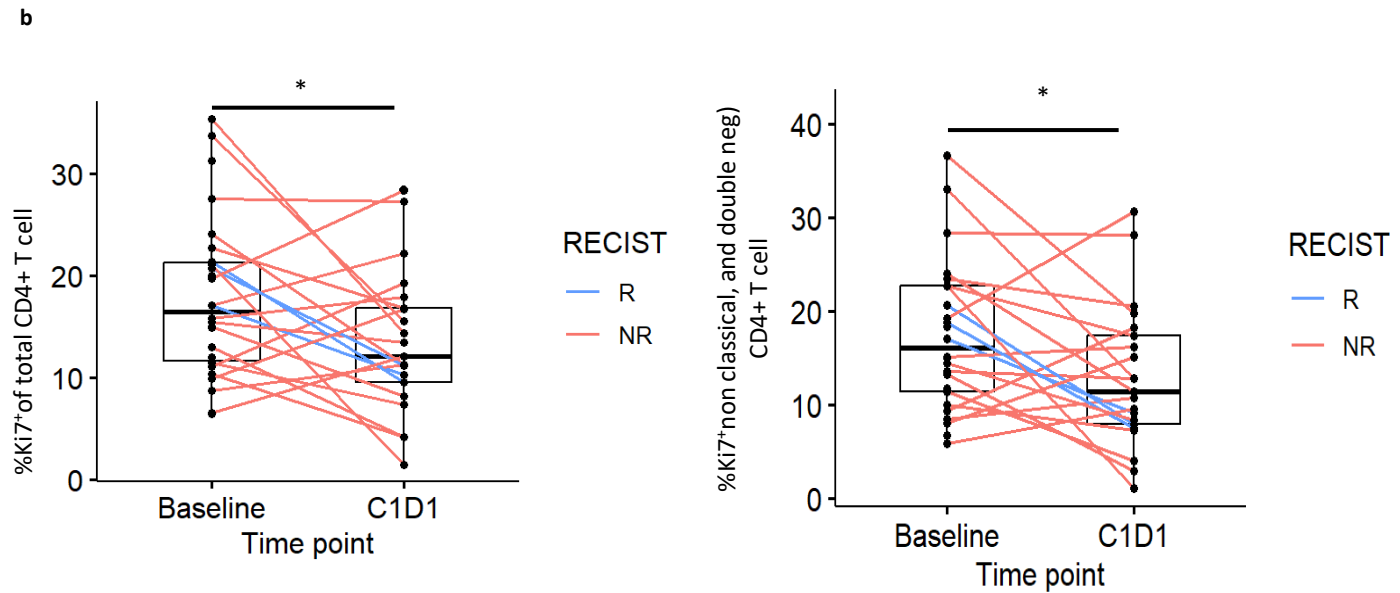 b
*
%Ki7⁺of total CD4+ T cell
30
20
10
0
Baseline
C1D1
Time point
RECIST
R
NR
*
%Ki7⁺non classical, and double neg)
CD4+ T cell
40
30
20
10
0
Baseline
C1D1
Time point
RECIST
R
NR